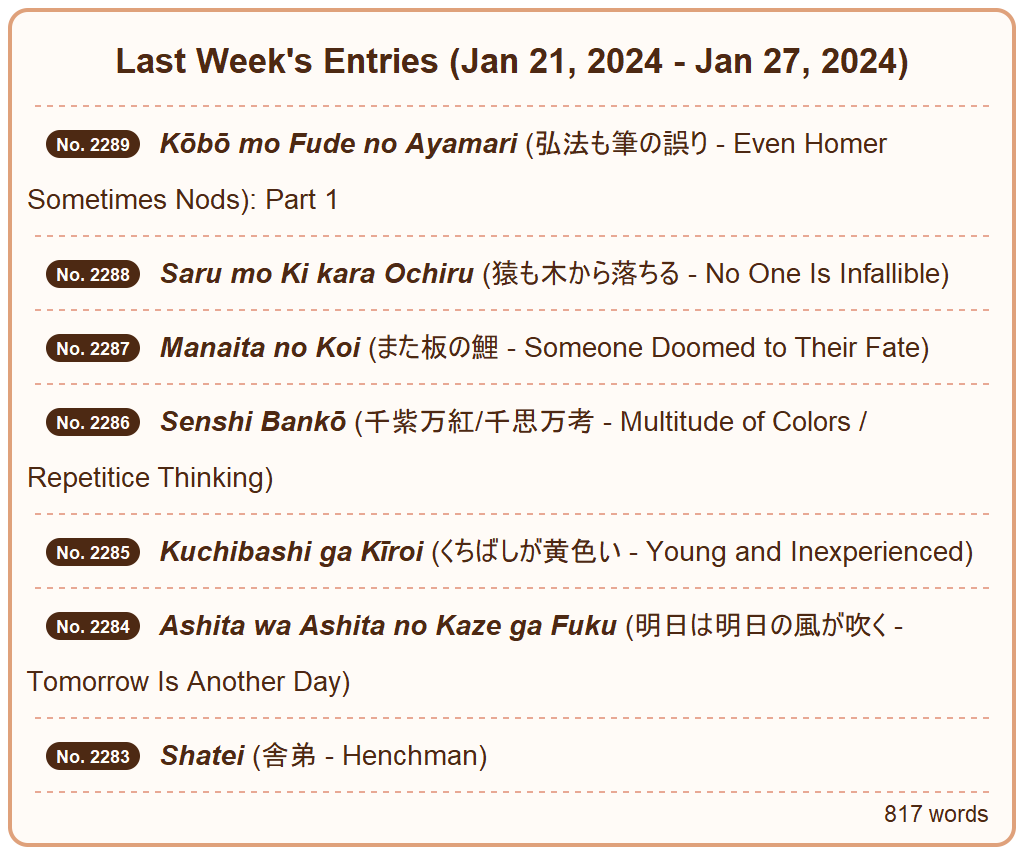 Last Week's Entries (Jan 21, 2024 - Jan 27, 2024)
No. 2289 Kōbō mo Fude no Ayamari (弘法も筆の誤り - Even Homer
Sometimes Nods): Part 1
No. 2288 Saru mo Ki kara Ochiru (猿も木から落ちる - No One Is Infallible)
No. 2287 Manaita no Koi (また板の鯉 - Someone Doomed to Their Fate)
No. 2286 Senshi Bankō (千紫万紅/千思万考 - Multitude of Colors /
Repetitice Thinking)
No. 2285 Kuchibashi ga Kīroi (くちばしが黄色い - Young and Inexperienced)
No. 2284 Ashita wa Ashita no Kaze ga Fuku (明日は明日の風が吹く -
Tomorrow Is Another Day)
No. 2283 Shatei (舎弟 - Henchman)
817 words